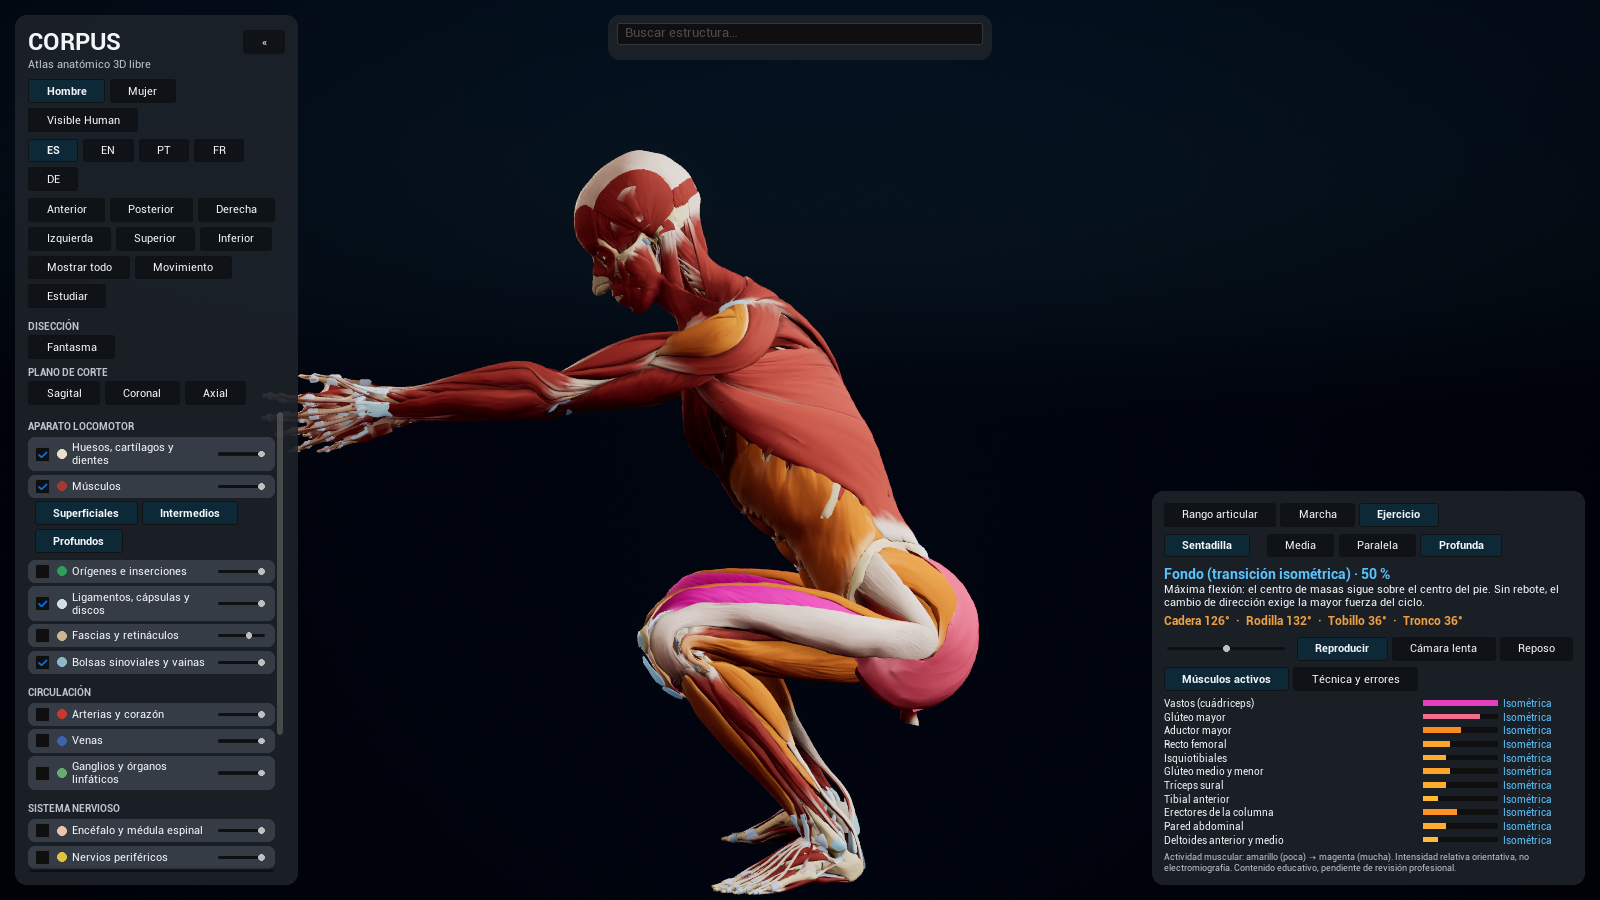 CORPUS
«
Atlas anatómico 3D libre
Hombre
Mujer
Visible Human
ES
EN
PT
FR
DE
Anterior
Posterior
Derecha
Izquierda
Superior
Inferior
Mostrar todo
Movimiento
Estudiar
DISECCIÓN
Fantasma
PLANO DE CORTE
Sagital
Coronal
Axial
APARATO LOCOMOTOR
Huesos, cartílagos y
dientes
Músculos
Superficiales
Intermedios
Profundos
Orígenes e inserciones
Ligamentos, cápsulas y
discos
Fascias y retináculos
Bolsas sinoviales y vainas
CIRCULACIÓN
Arterias y corazón
Venas
Ganglios y órganos
linfáticos
SISTEMA NERVIOSO
Encéfalo y médula espinal
Nervios periféricos
Buscar estructura...
Rango articular
Marcha
Ejercicio
Sentadilla
Media
Paralela
Profunda
Fondo (transición isométrica) · 50 %
Máxima flexión: el centro de masas sigue sobre el centro del pie. Sin rebote, el
cambio de dirección exige la mayor fuerza del ciclo.
Cadera 126° · Rodilla 132° · Tobillo 36° · Tronco 36°
Reproducir
Cámara lenta
Reposo
Músculos activos
Técnica y errores
Vastos (cuádriceps) Isométrica
Glúteo mayor Isométrica
Aductor mayor Isométrica
Recto femoral Isométrica
Isquiotibiales Isométrica
Glúteo medio y menor Isométrica
Tríceps sural Isométrica
Tibial anterior Isométrica
Erectores de la columna Isométrica
Pared abdominal Isométrica
Deltoides anterior y medio Isométrica
Actividad muscular: amarillo (poca) → magenta (mucha). Intensidad relativa orientativa, no
electromiografía. Contenido educativo, pendiente de revisión profesional.